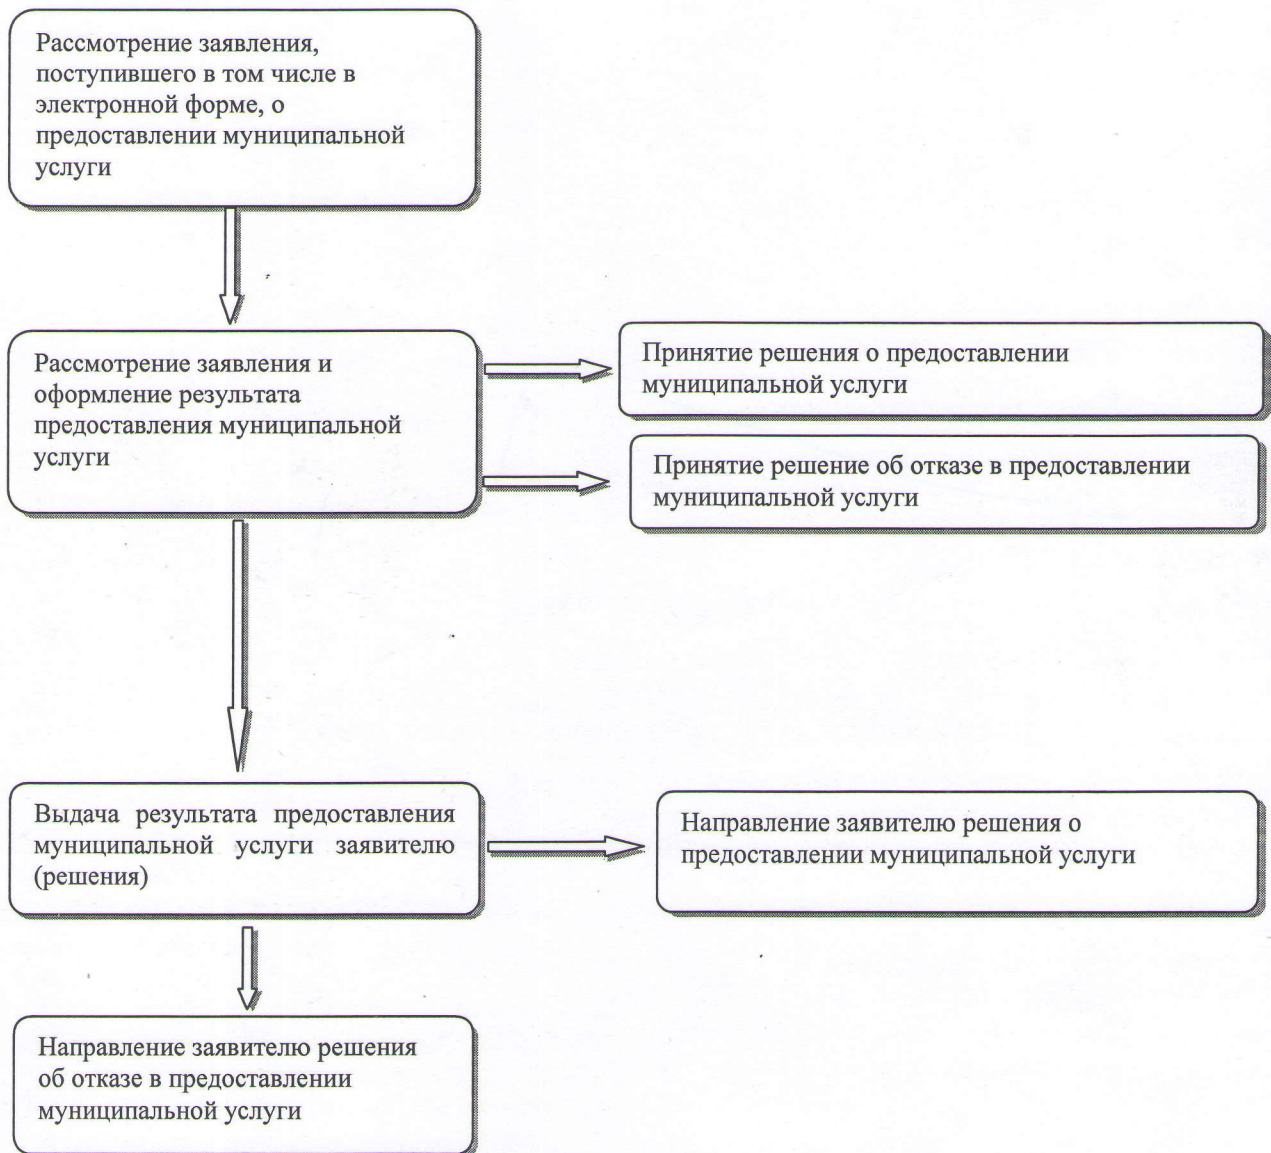 Рассмотрение заявления,
поступившего в том числе в
электронной форме, о
предоставлении муниципальной
услуги
Рассмотрение заявления и
оформление результата
предоставления муниципальной
услуги
Принятие решения о предоставлении
муниципальной услуги
Принятие решение об отказе в предоставлении
муниципальной услуги
Выдача результата предоставления
муниципальной услуги заявителю
(решения)
Направление заявителю решения о
предоставлении муниципальной услуги
Направление заявителю решения
об отказе в предоставлении
муниципальной услуги